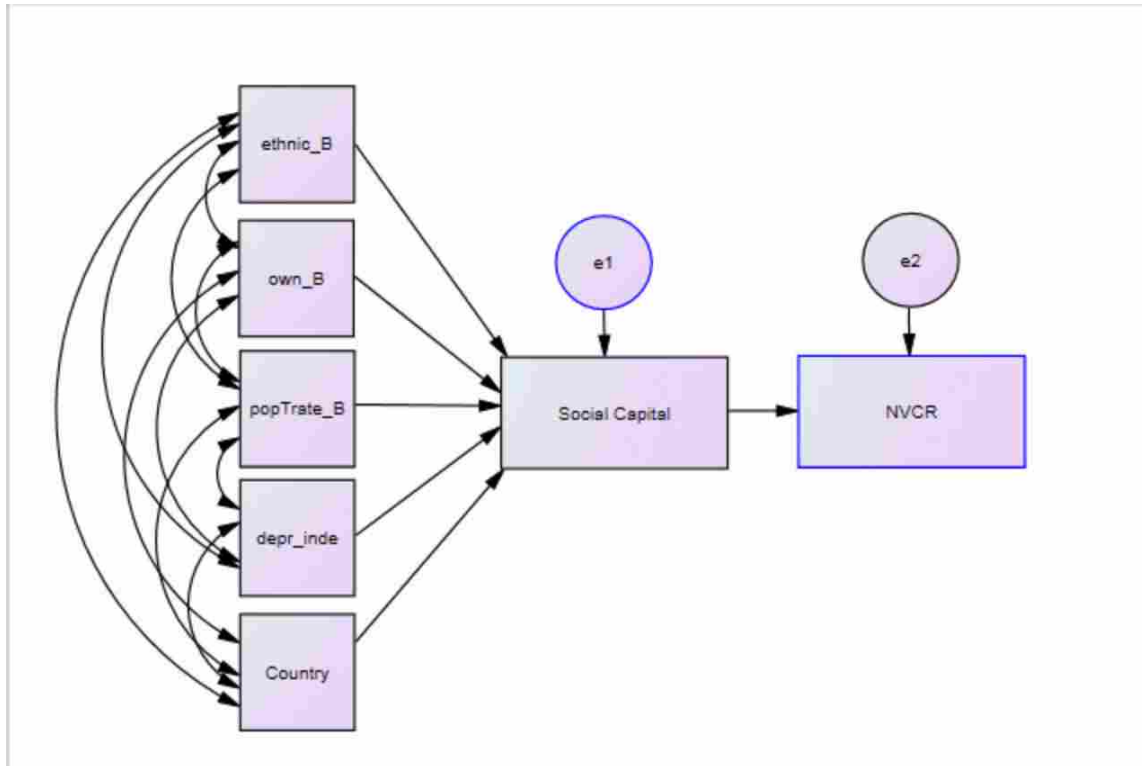 ethnic_B
own_B
popTrate_B
depr_inde
Country
e1
Social Capital
e2
NVCR